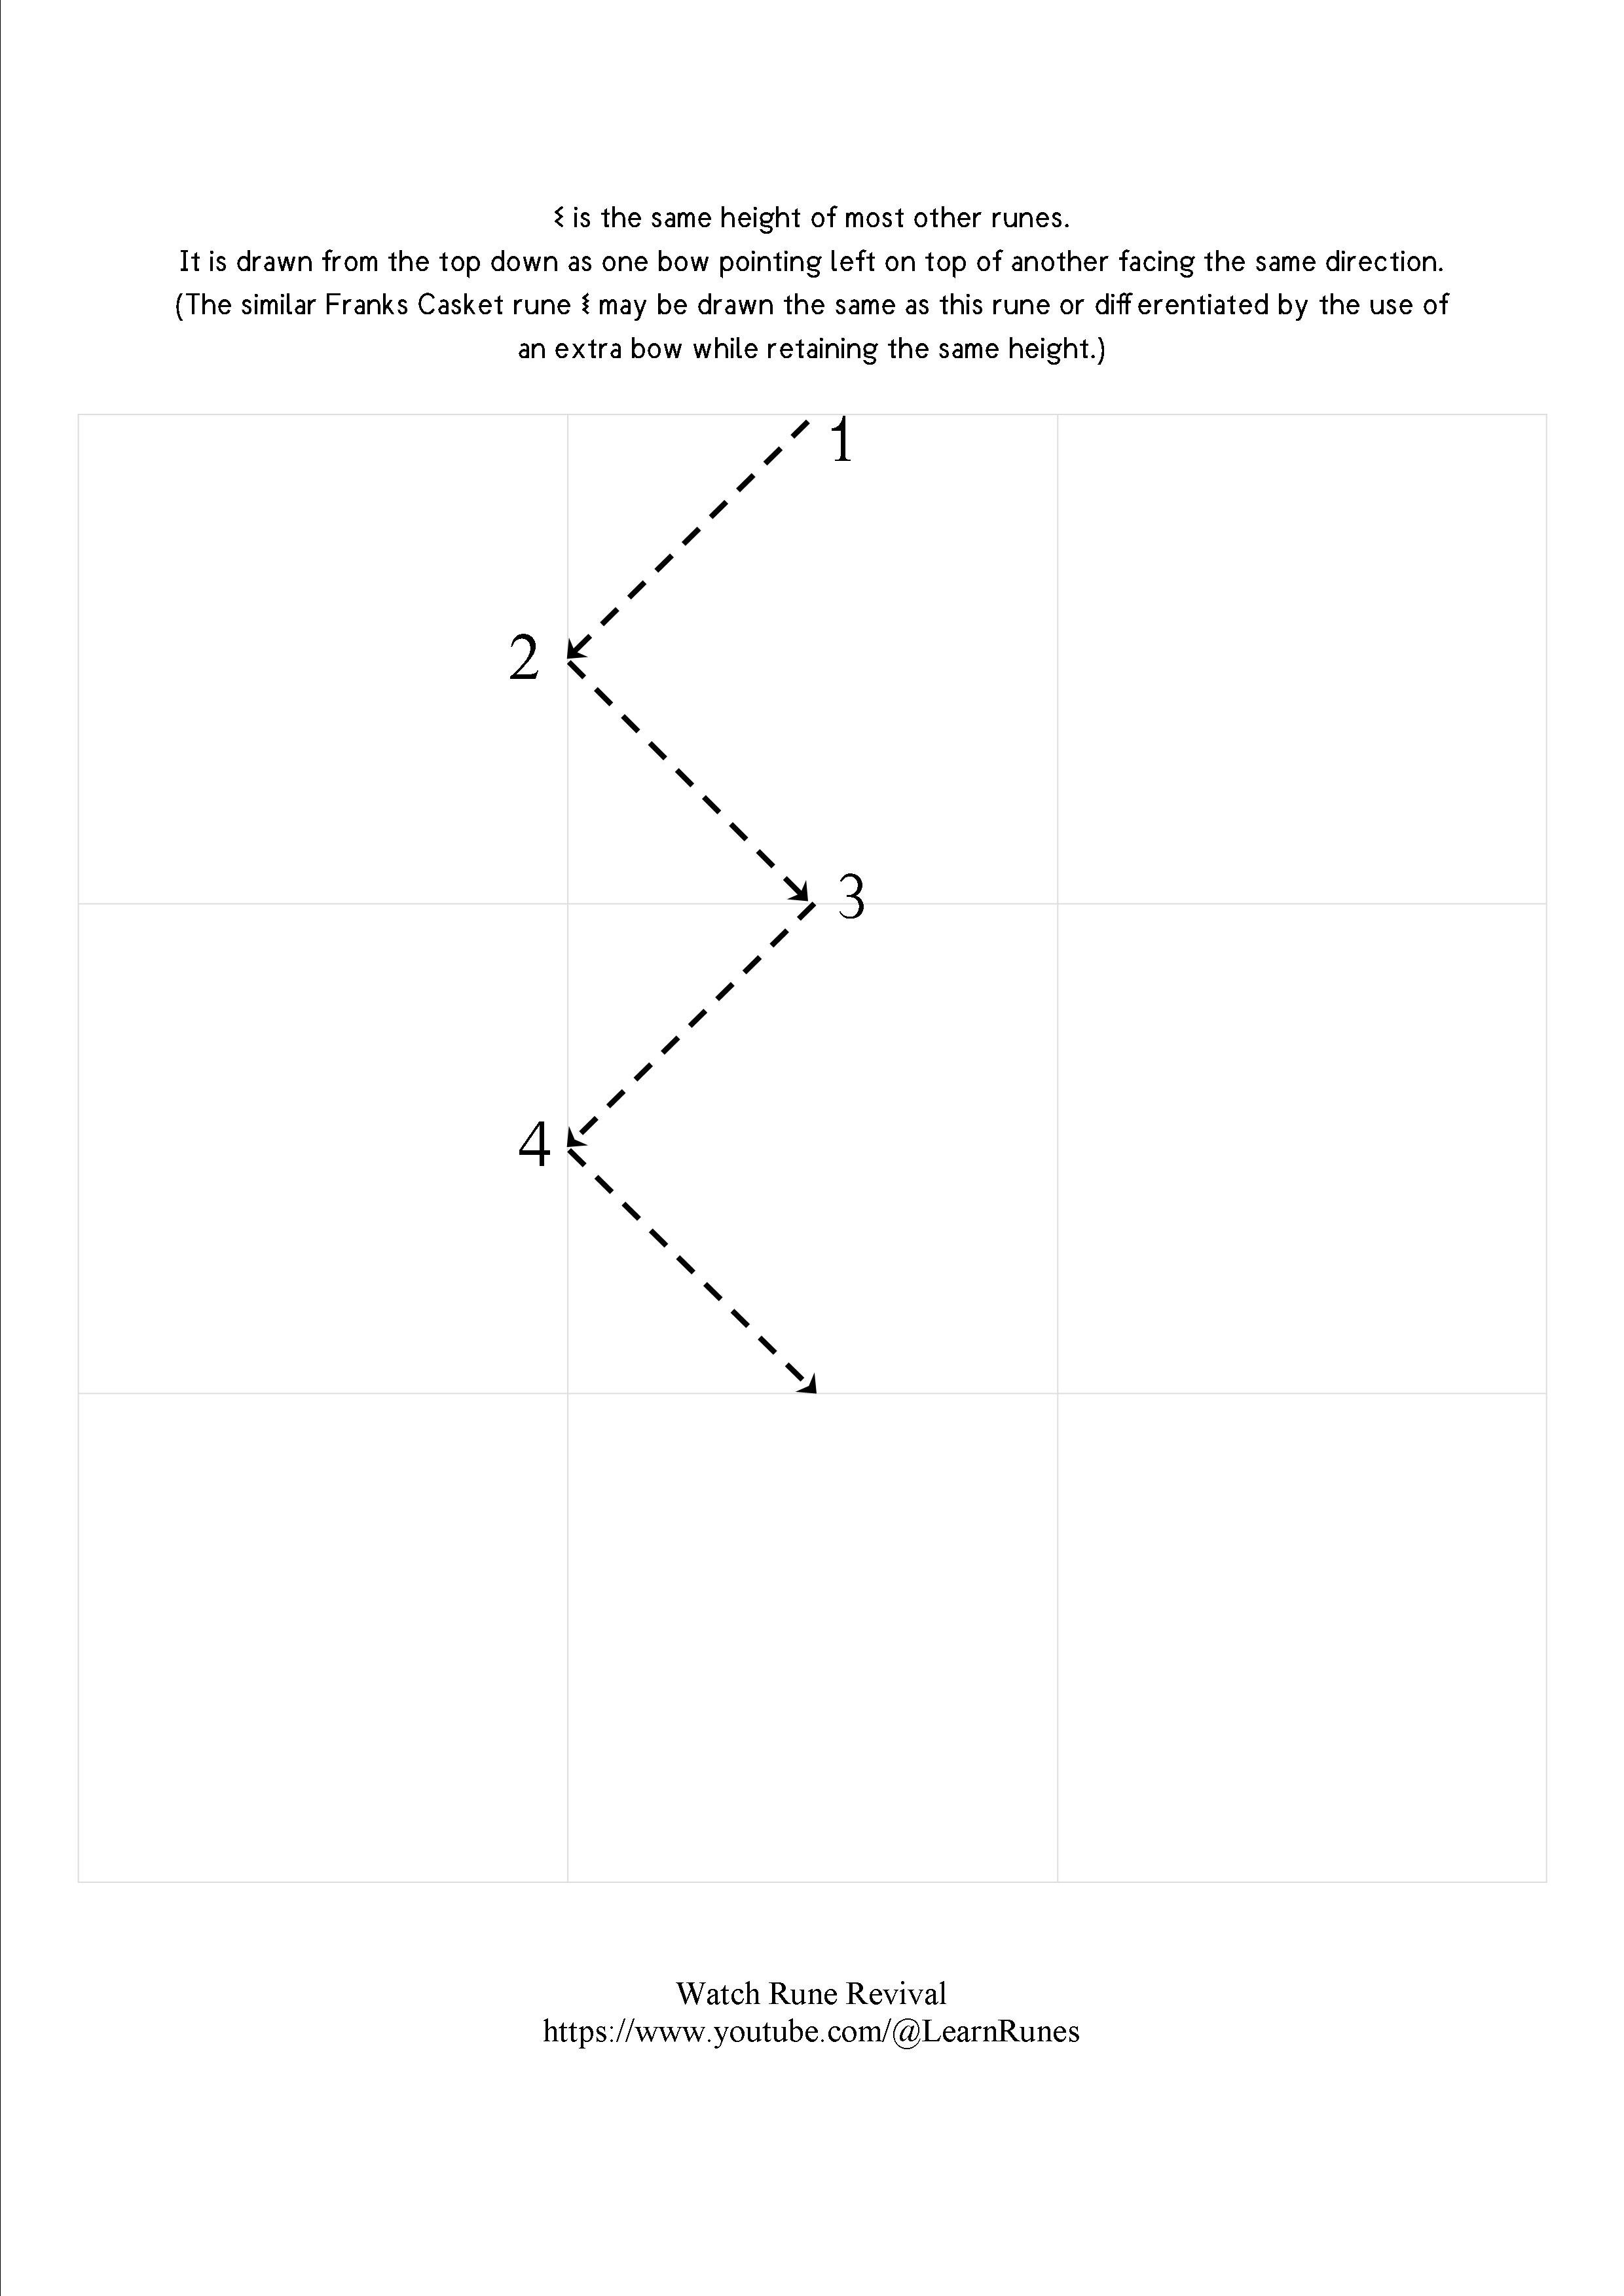 ᛊ is the same height of most other runes.
It is drawn from the top down as one bow pointing left on top of another facing the same direction.
(The similar Franks Casket rune ᛵ may be drawn the same as this rune or differentiated by the use of
an extra bow while retaining the same height.)
1
2
3
4
Watch Rune Revival
https://www.youtube.com/@LearnRunes